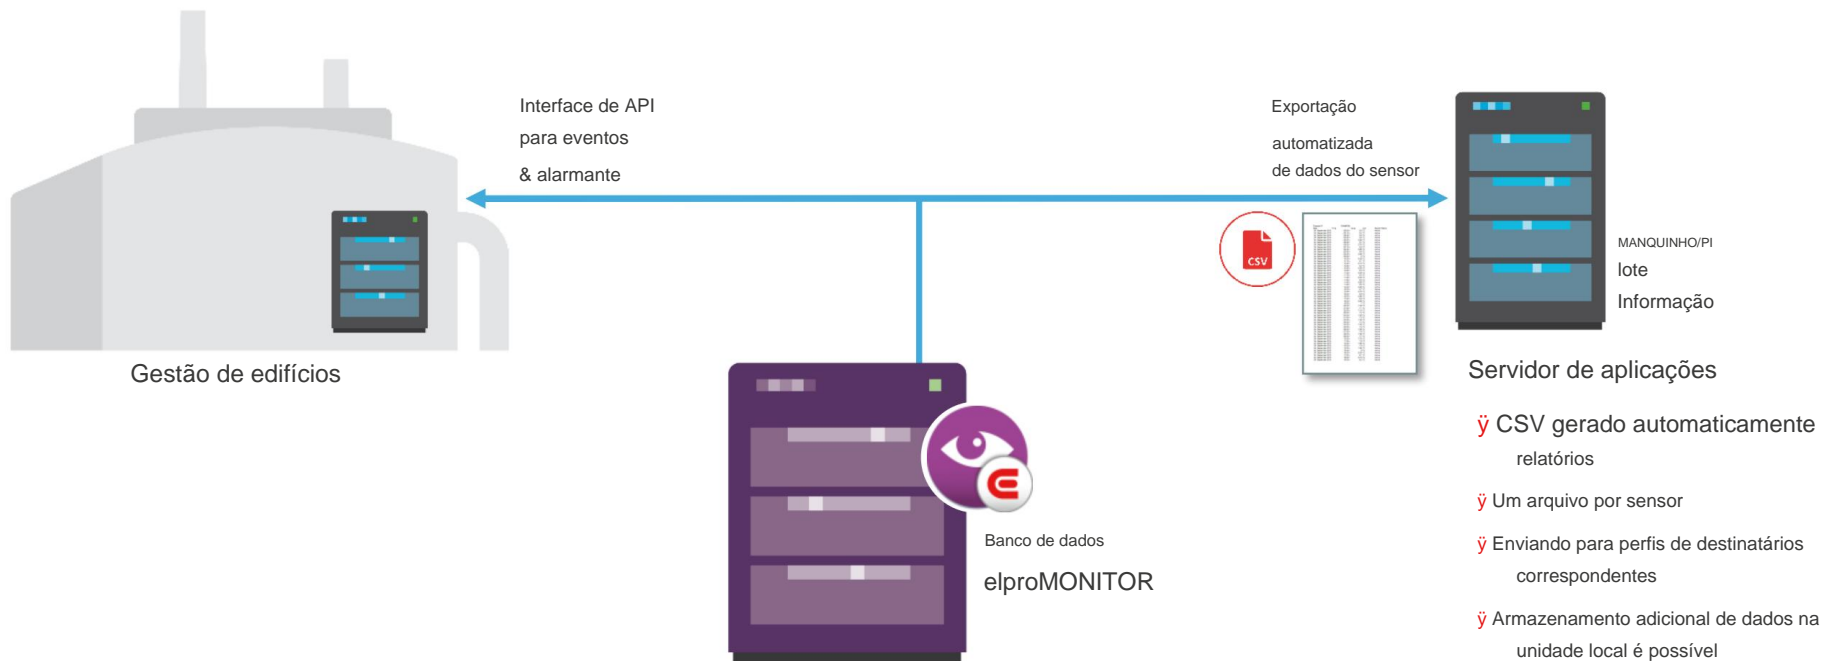 Interface de API
para eventos
& alarmante
Gestão de edifícios
Exportação
automatizada
de dados do sensor
CSV
MANQUINHO/PI
lote
Informação
Servidor de aplicações
ÿ CSV gerado automaticamente
relatórios
ÿ Um arquivo por sensor
ÿ Enviando para perfis de destinatários
correspondentes
ÿ Armazenamento adicional de dados na
unidade local é possível
Banco de dados
elproMONITOR